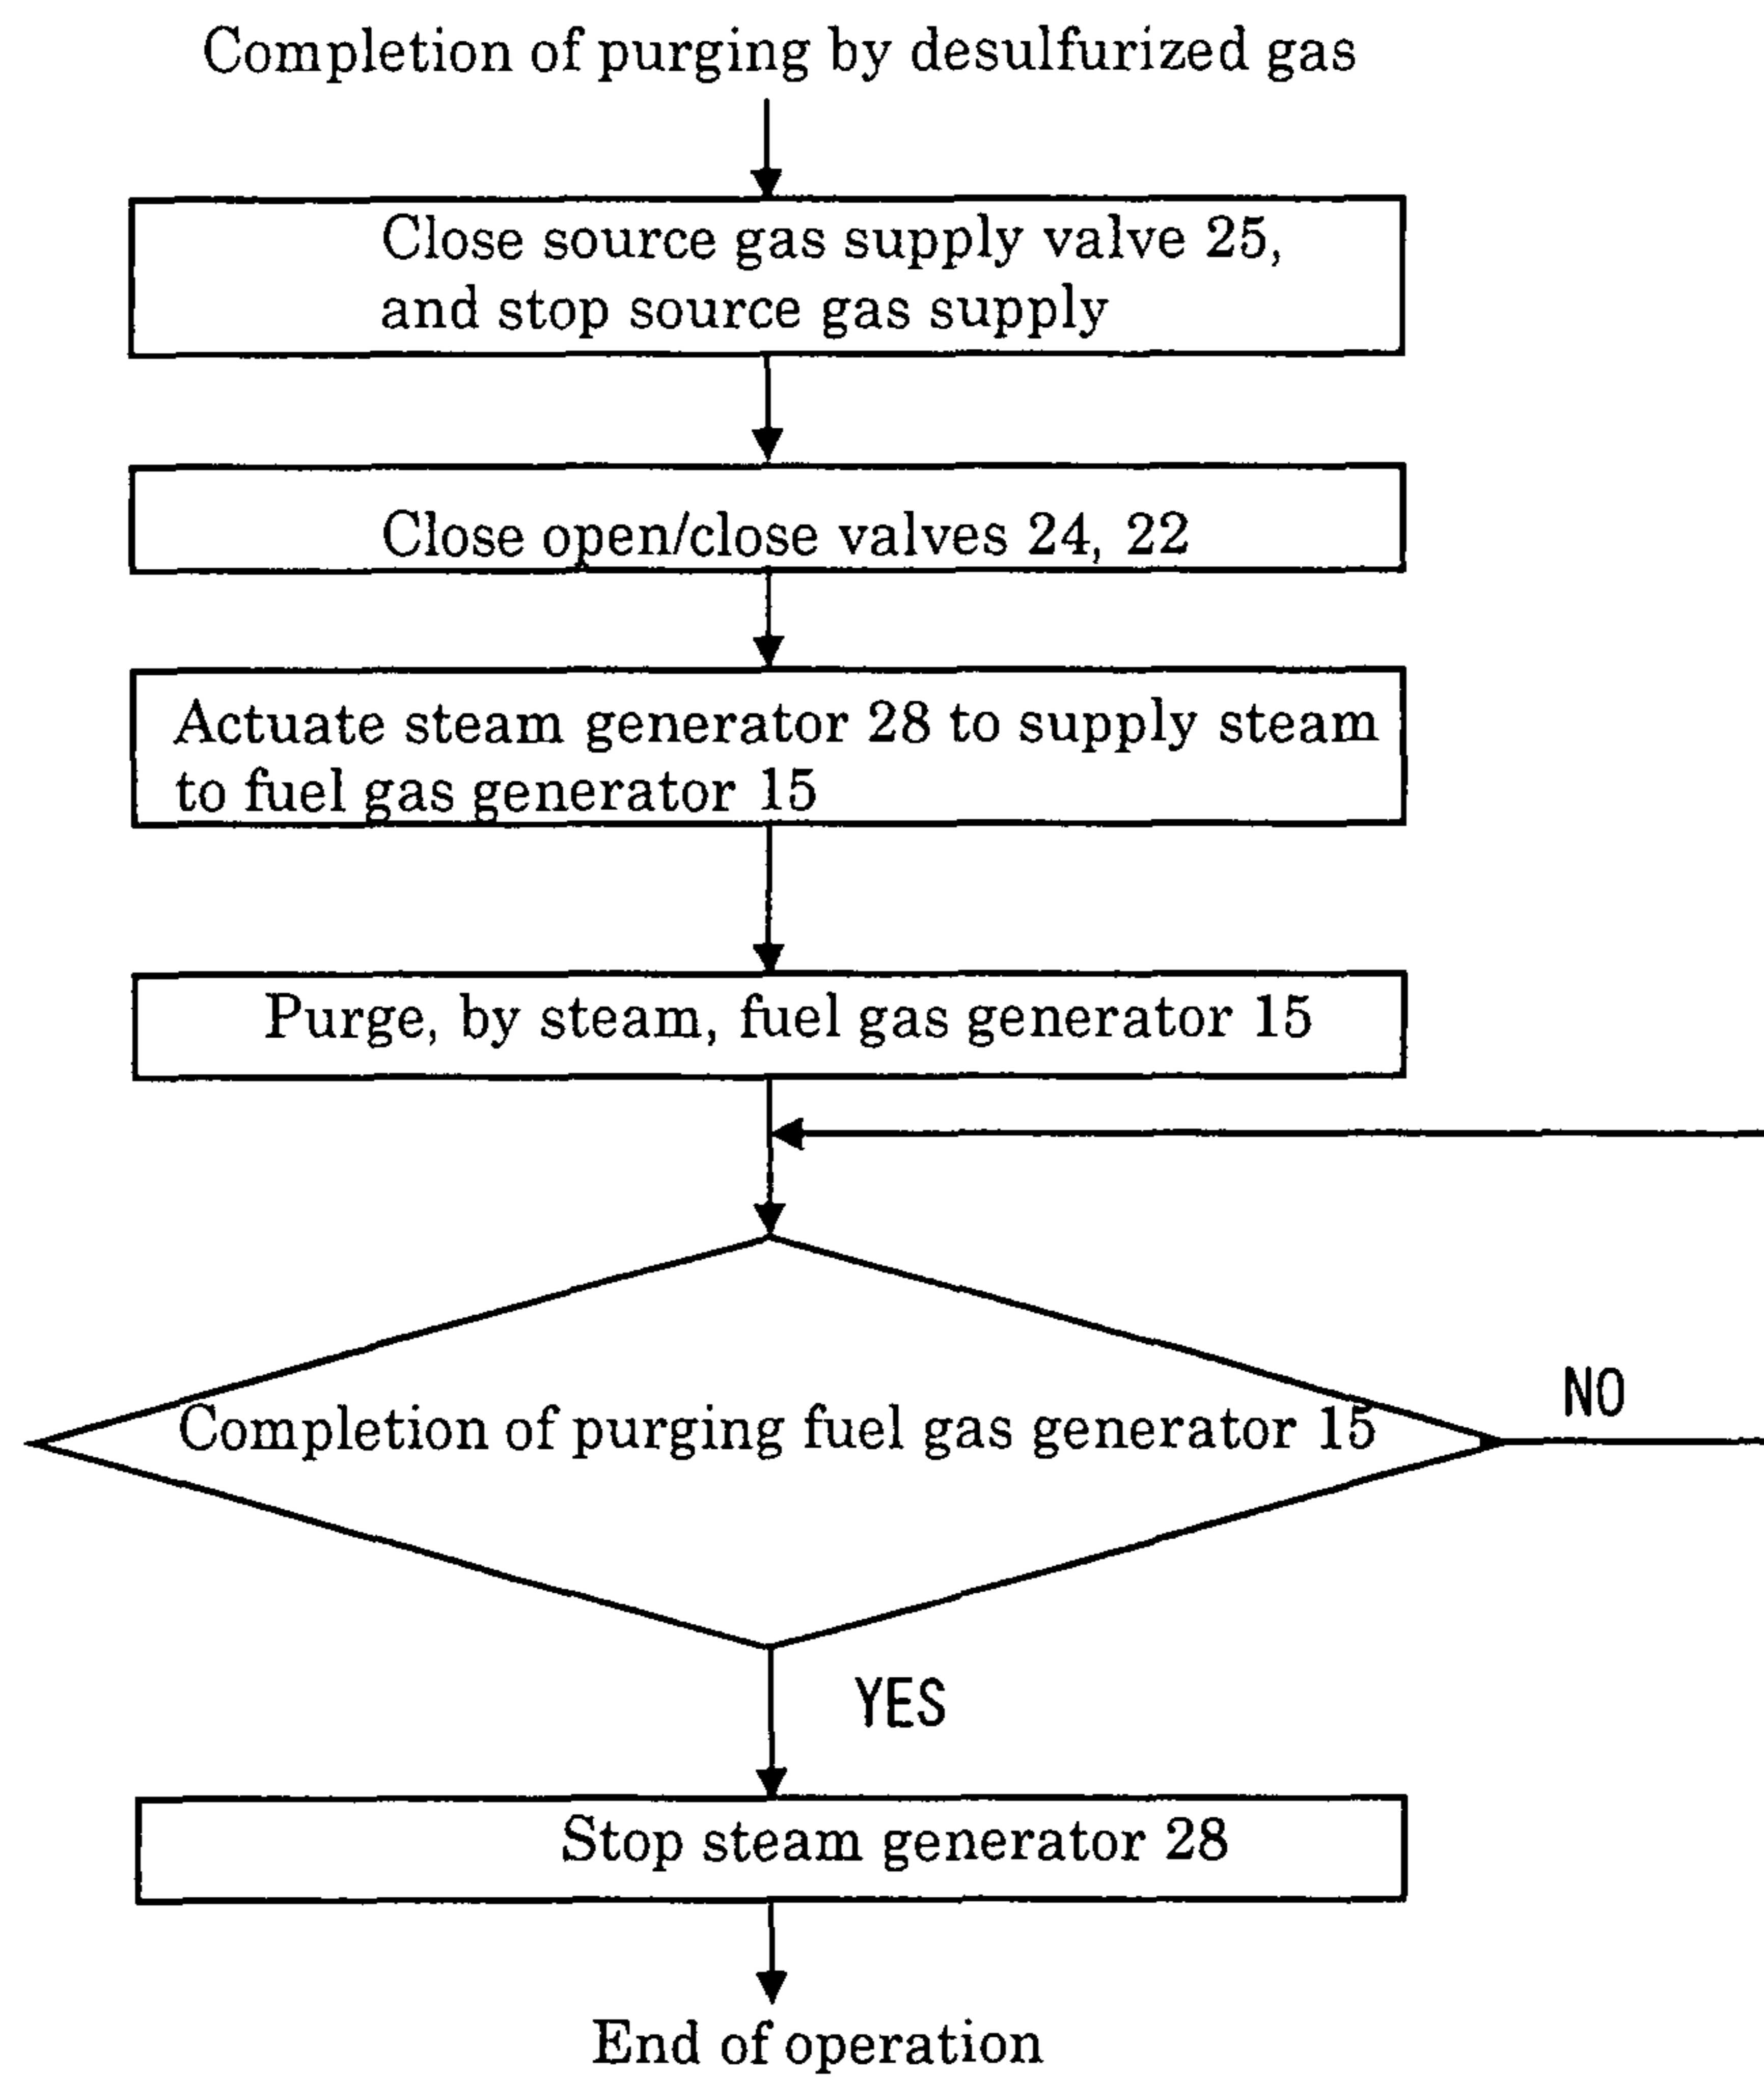 Completion of purging by desulfurized gas
Close source gas supply valve 25,
and stop source gas supply
Close open/close valves 24, 22
Actuate steam generator 28 to supply steam
to fuel gas generator 15
Purge, by steam, fuel gas generator 15
Completion of purging fuel gas generator 15
NO
YES
Stop steam generator 28
End of operation